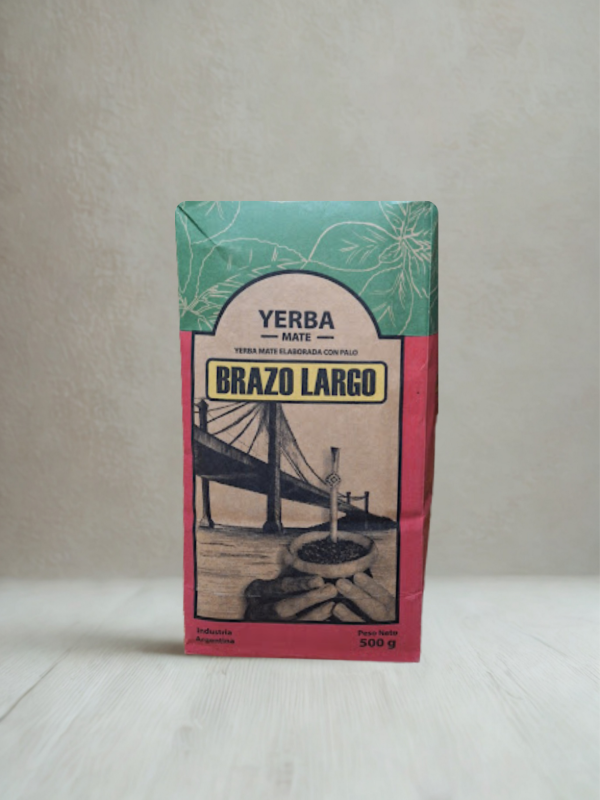 YERBA
MATE
YERBA MATE ELABORADA CON PALO
BRAZO LARGO
Industria
Argentina
Peso Neto
500 g